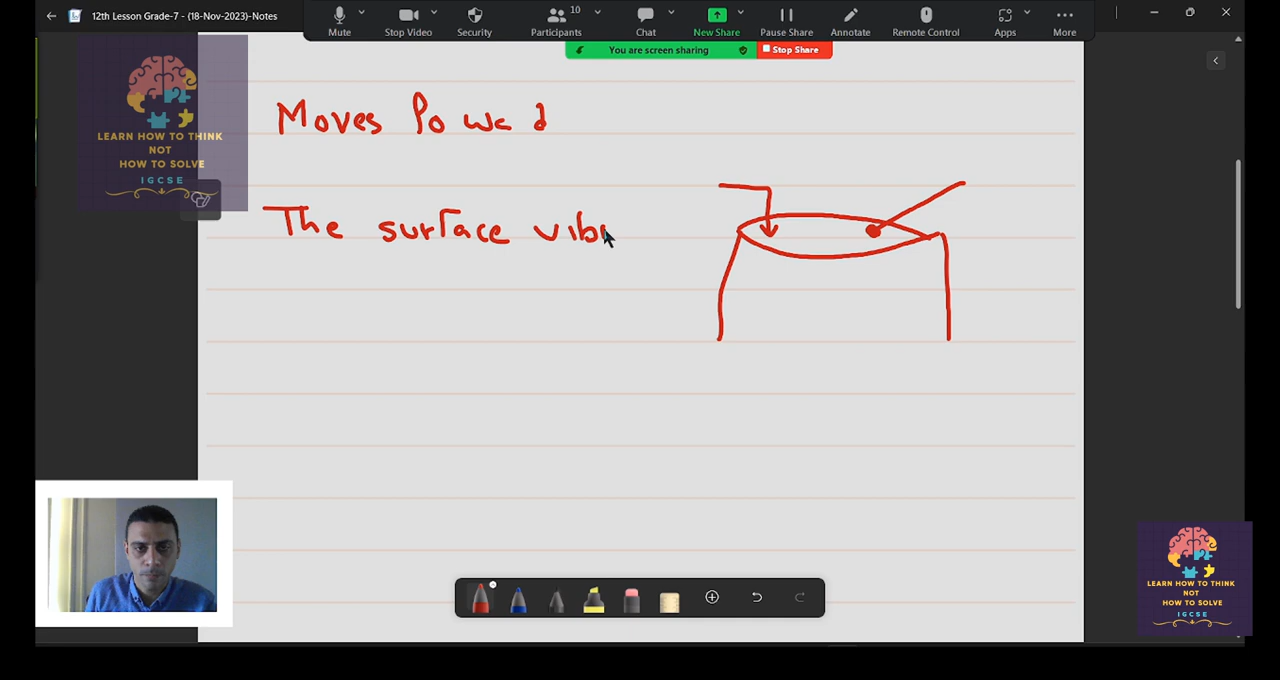 12th Lesson Grade-7 - (18-Nov-2023)-Notes
10
Mute
Stop Video
Security
Participants
Chat
New Share
Pause Share
Annotate
Remote Control
Apps
More
You are screen sharing
Stop Share
LEARN HOW TO THINK
NOT
HOW TO SOLVE
IGCSE
Moves
The surface vib
LEARN HOW TO THINK
NOT
HOW TO SOLVE
IGCSE